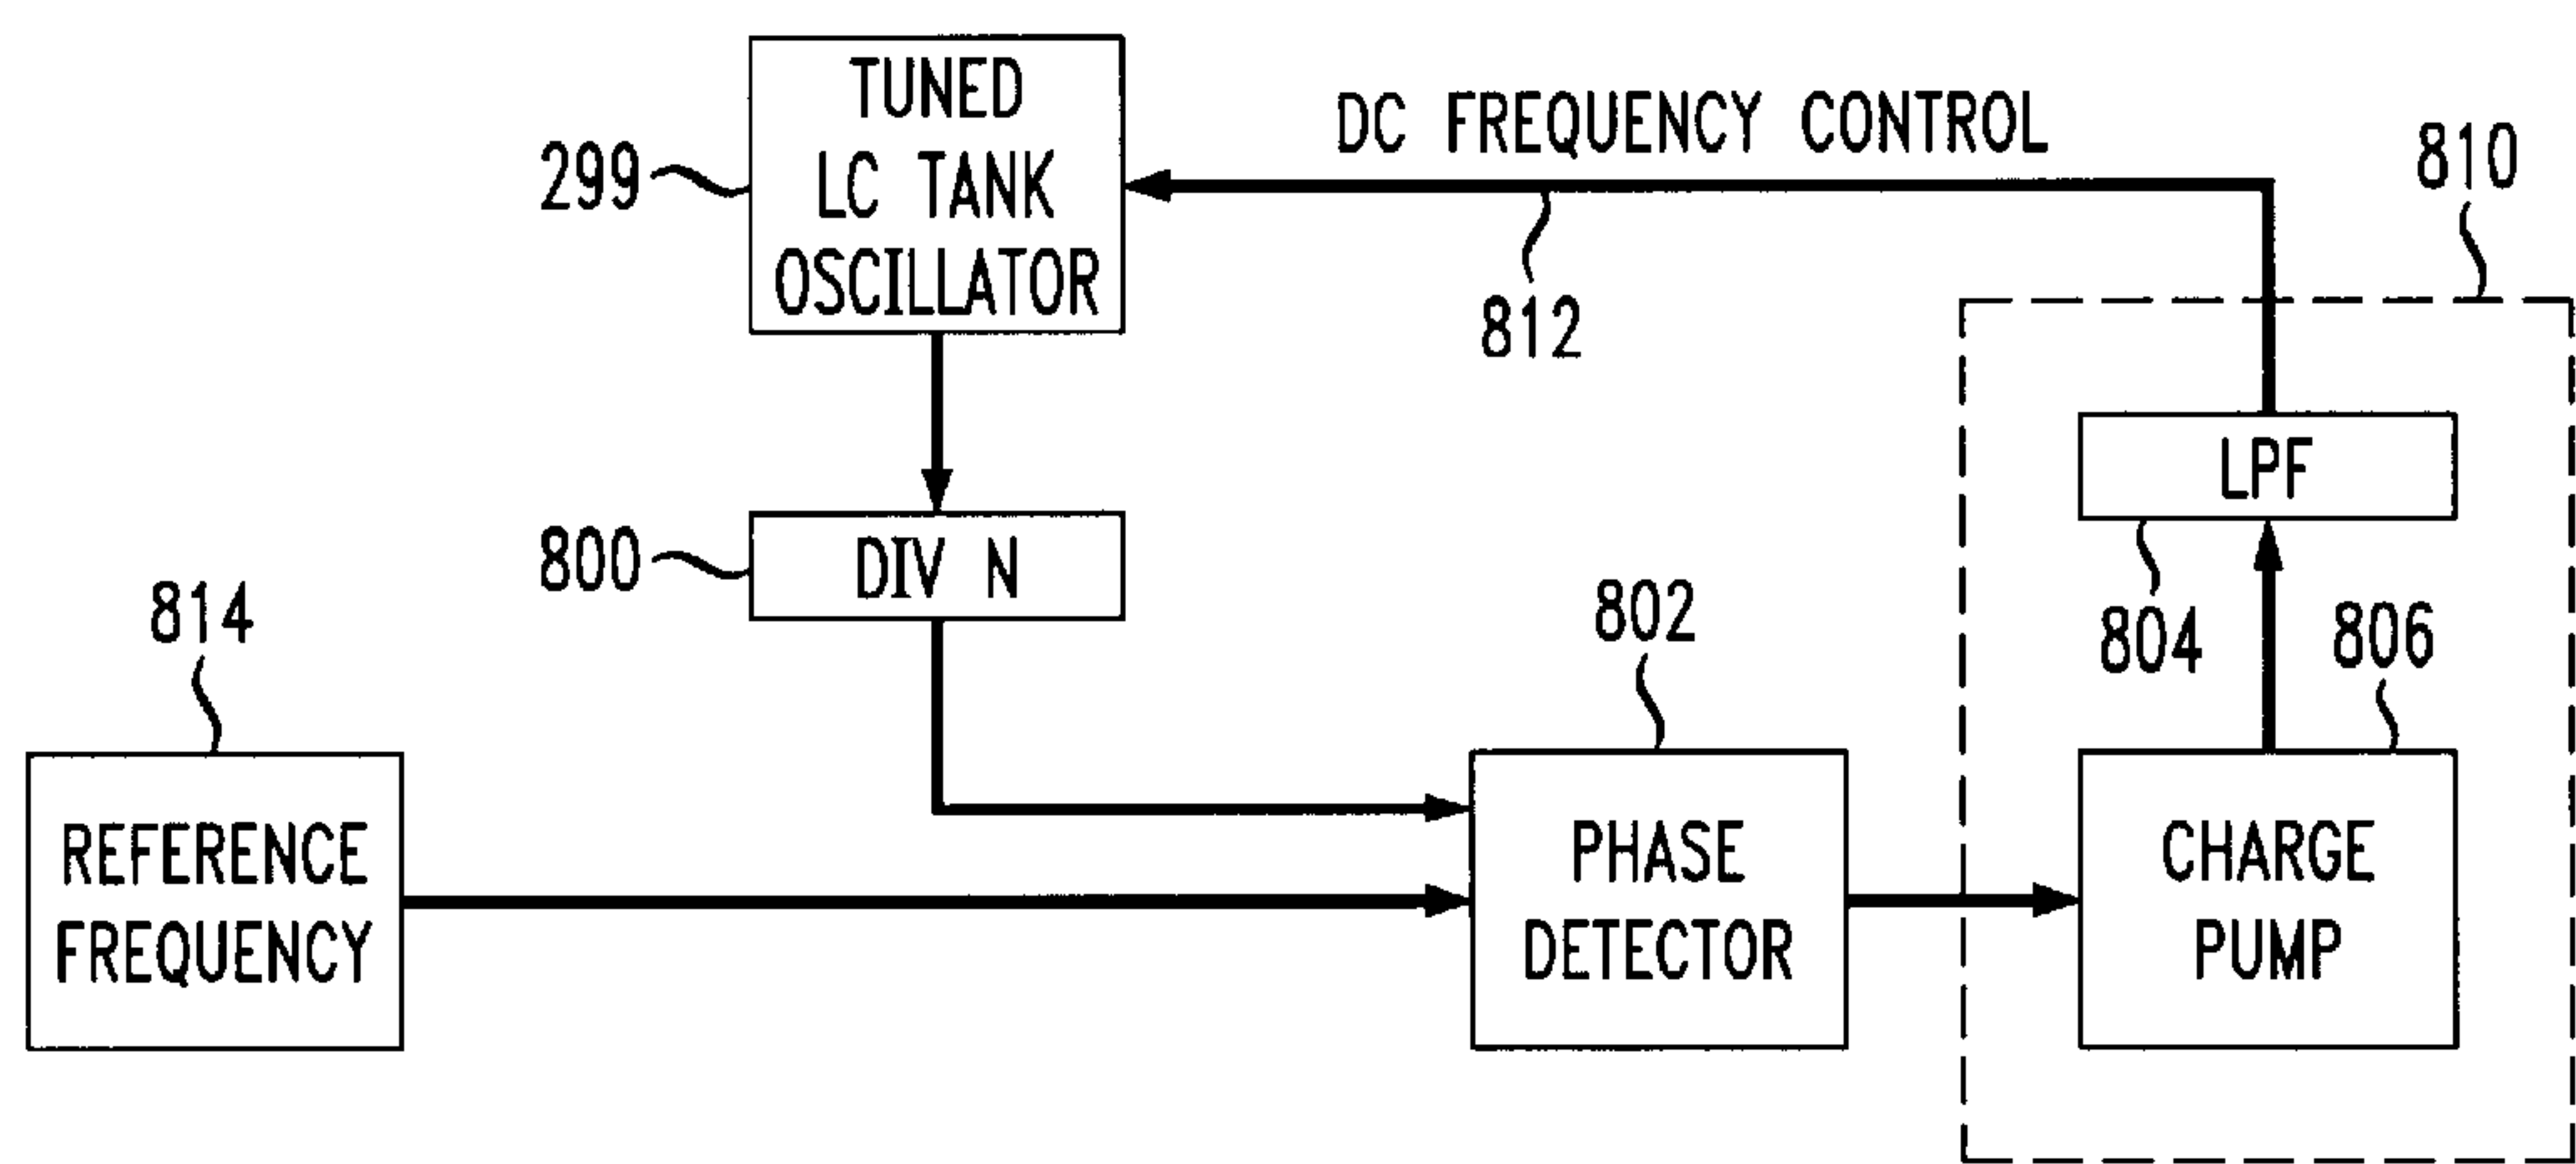 TUNED
LC TANK
OSCILLATOR
299
DC FREQUENCY CONTROL
812
810
LPF
804
806
800
DIV N
814
802
REFERENCE
FREQUENCY
PHASE
DETECTOR
CHARGE
PUMP